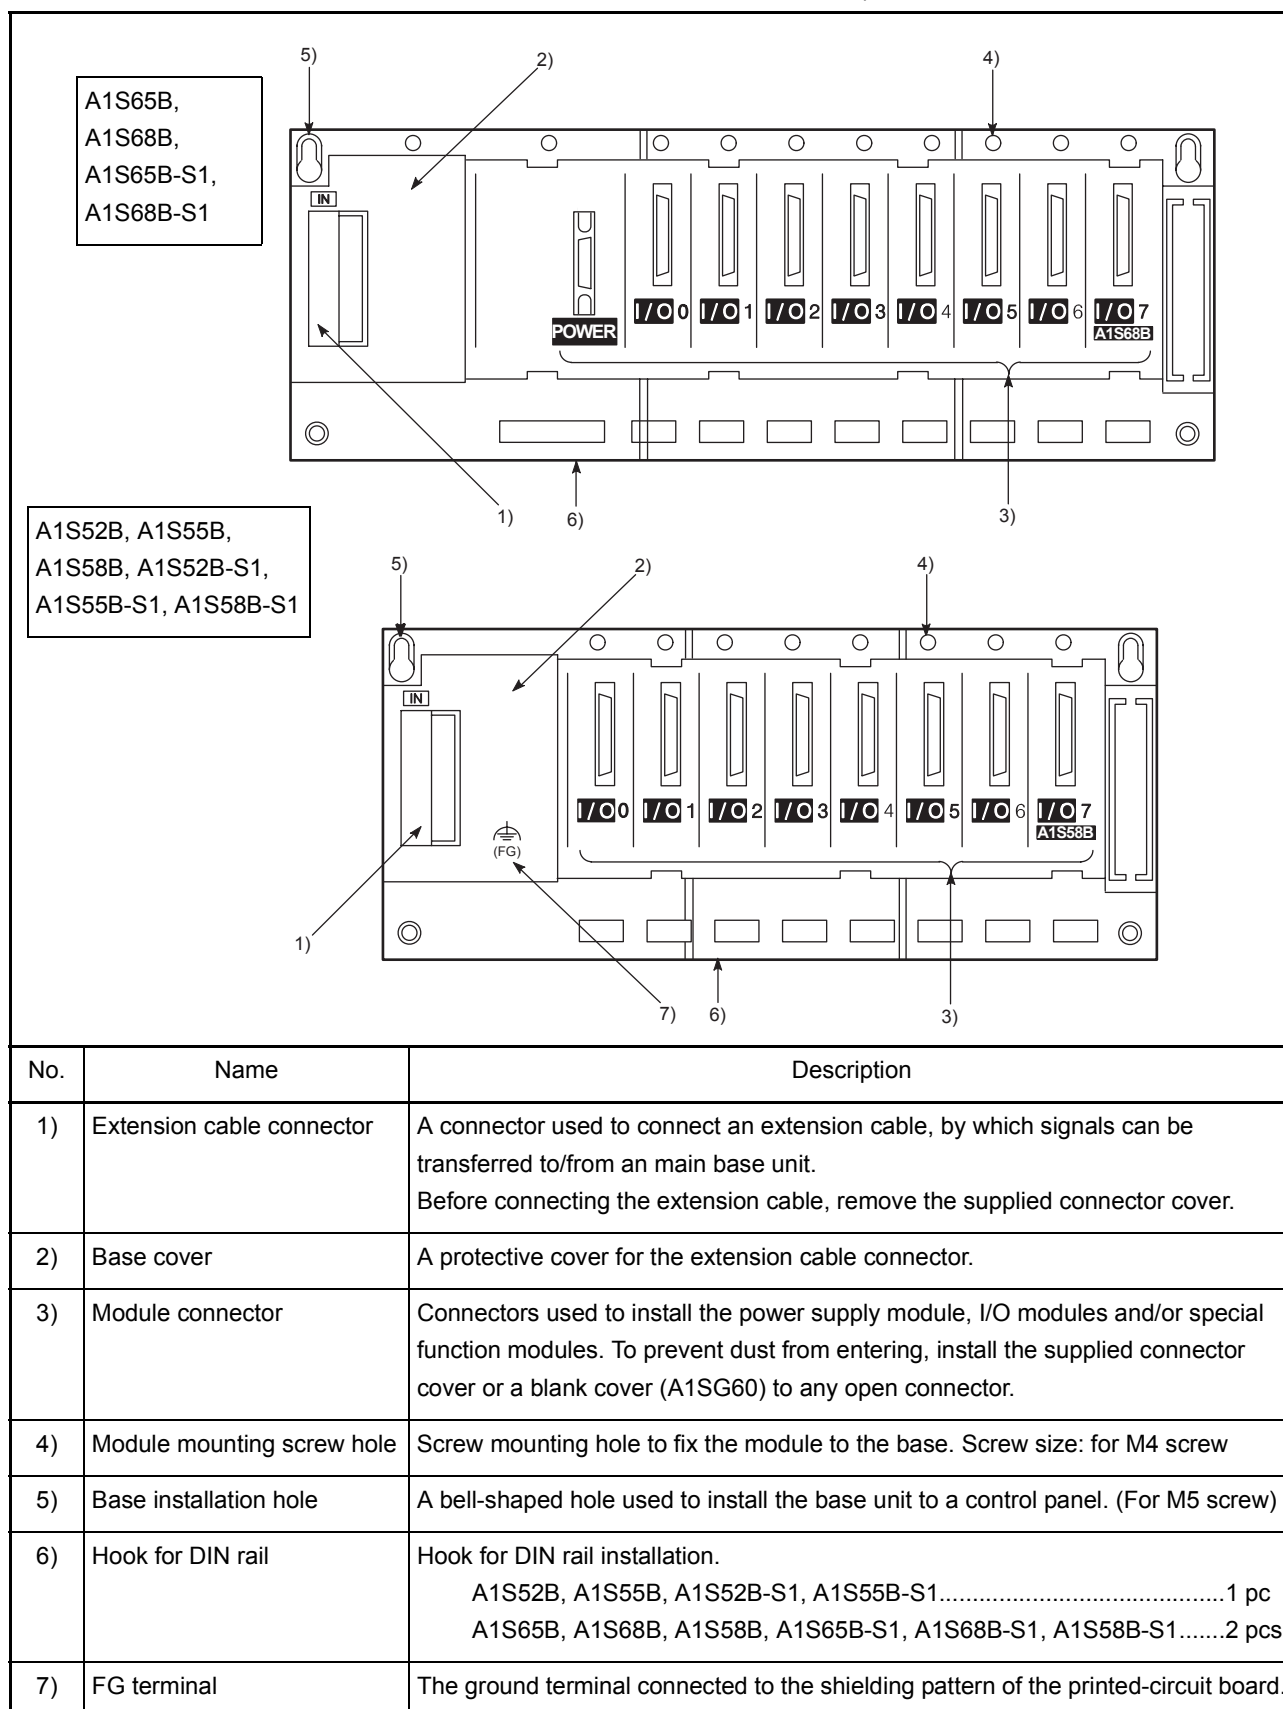 5)
2)
4)
A1S65B,
A1S68B,
A1S65B-S1,
A1S68B-S1
IN
POWER
I/O 0 I/O 1 I/O 2 I/O 3 I/O 4 I/O 5 I/O 6 I/O 7
A1S68B
1)
6)
3)
A1S52B, A1S55B,
A1S58B, A1S52B-S1,
A1S55B-S1, A1S58B-S1
5)
2)
4)
IN
I/O 0 I/O 1 I/O 2 I/O 3 I/O 4 I/O 5 I/O 6 I/O 7
A1S58B
(FG)
1)
7)
6)
3)
No. Name Description
1) Extension cable connector A connector used to connect an extension cable, by which signals can be
transferred to/from an main base unit.
Before connecting the extension cable, remove the supplied connector cover.
2) Base cover A protective cover for the extension cable connector.
3) Module connector Connectors used to install the power supply module, I/O modules and/or special
function modules. To prevent dust from entering, install the supplied connector
cover or a blank cover (A1SG60) to any open connector.
4) Module mounting screw hole Screw mounting hole to fix the module to the base. Screw size: for M4 screw
5) Base installation hole A bell-shaped hole used to install the base unit to a control panel. (For M5 screw)
6) Hook for DIN rail Hook for DIN rail installation.
A1S52B, A1S55B, A1S52B-S1, A1S55B-S1...........................................1 pc
A1S65B, A1S68B, A1S58B, A1S65B-S1, A1S68B-S1, A1S58B-S1.......2 pcs
7) FG terminal The ground terminal connected to the shielding pattern of the printed-circuit board.